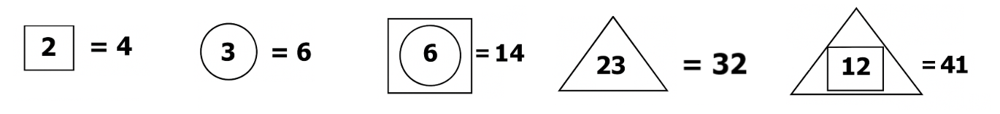 2 = 4 3 = 6 6 = 14 23 = 32 12 = 41